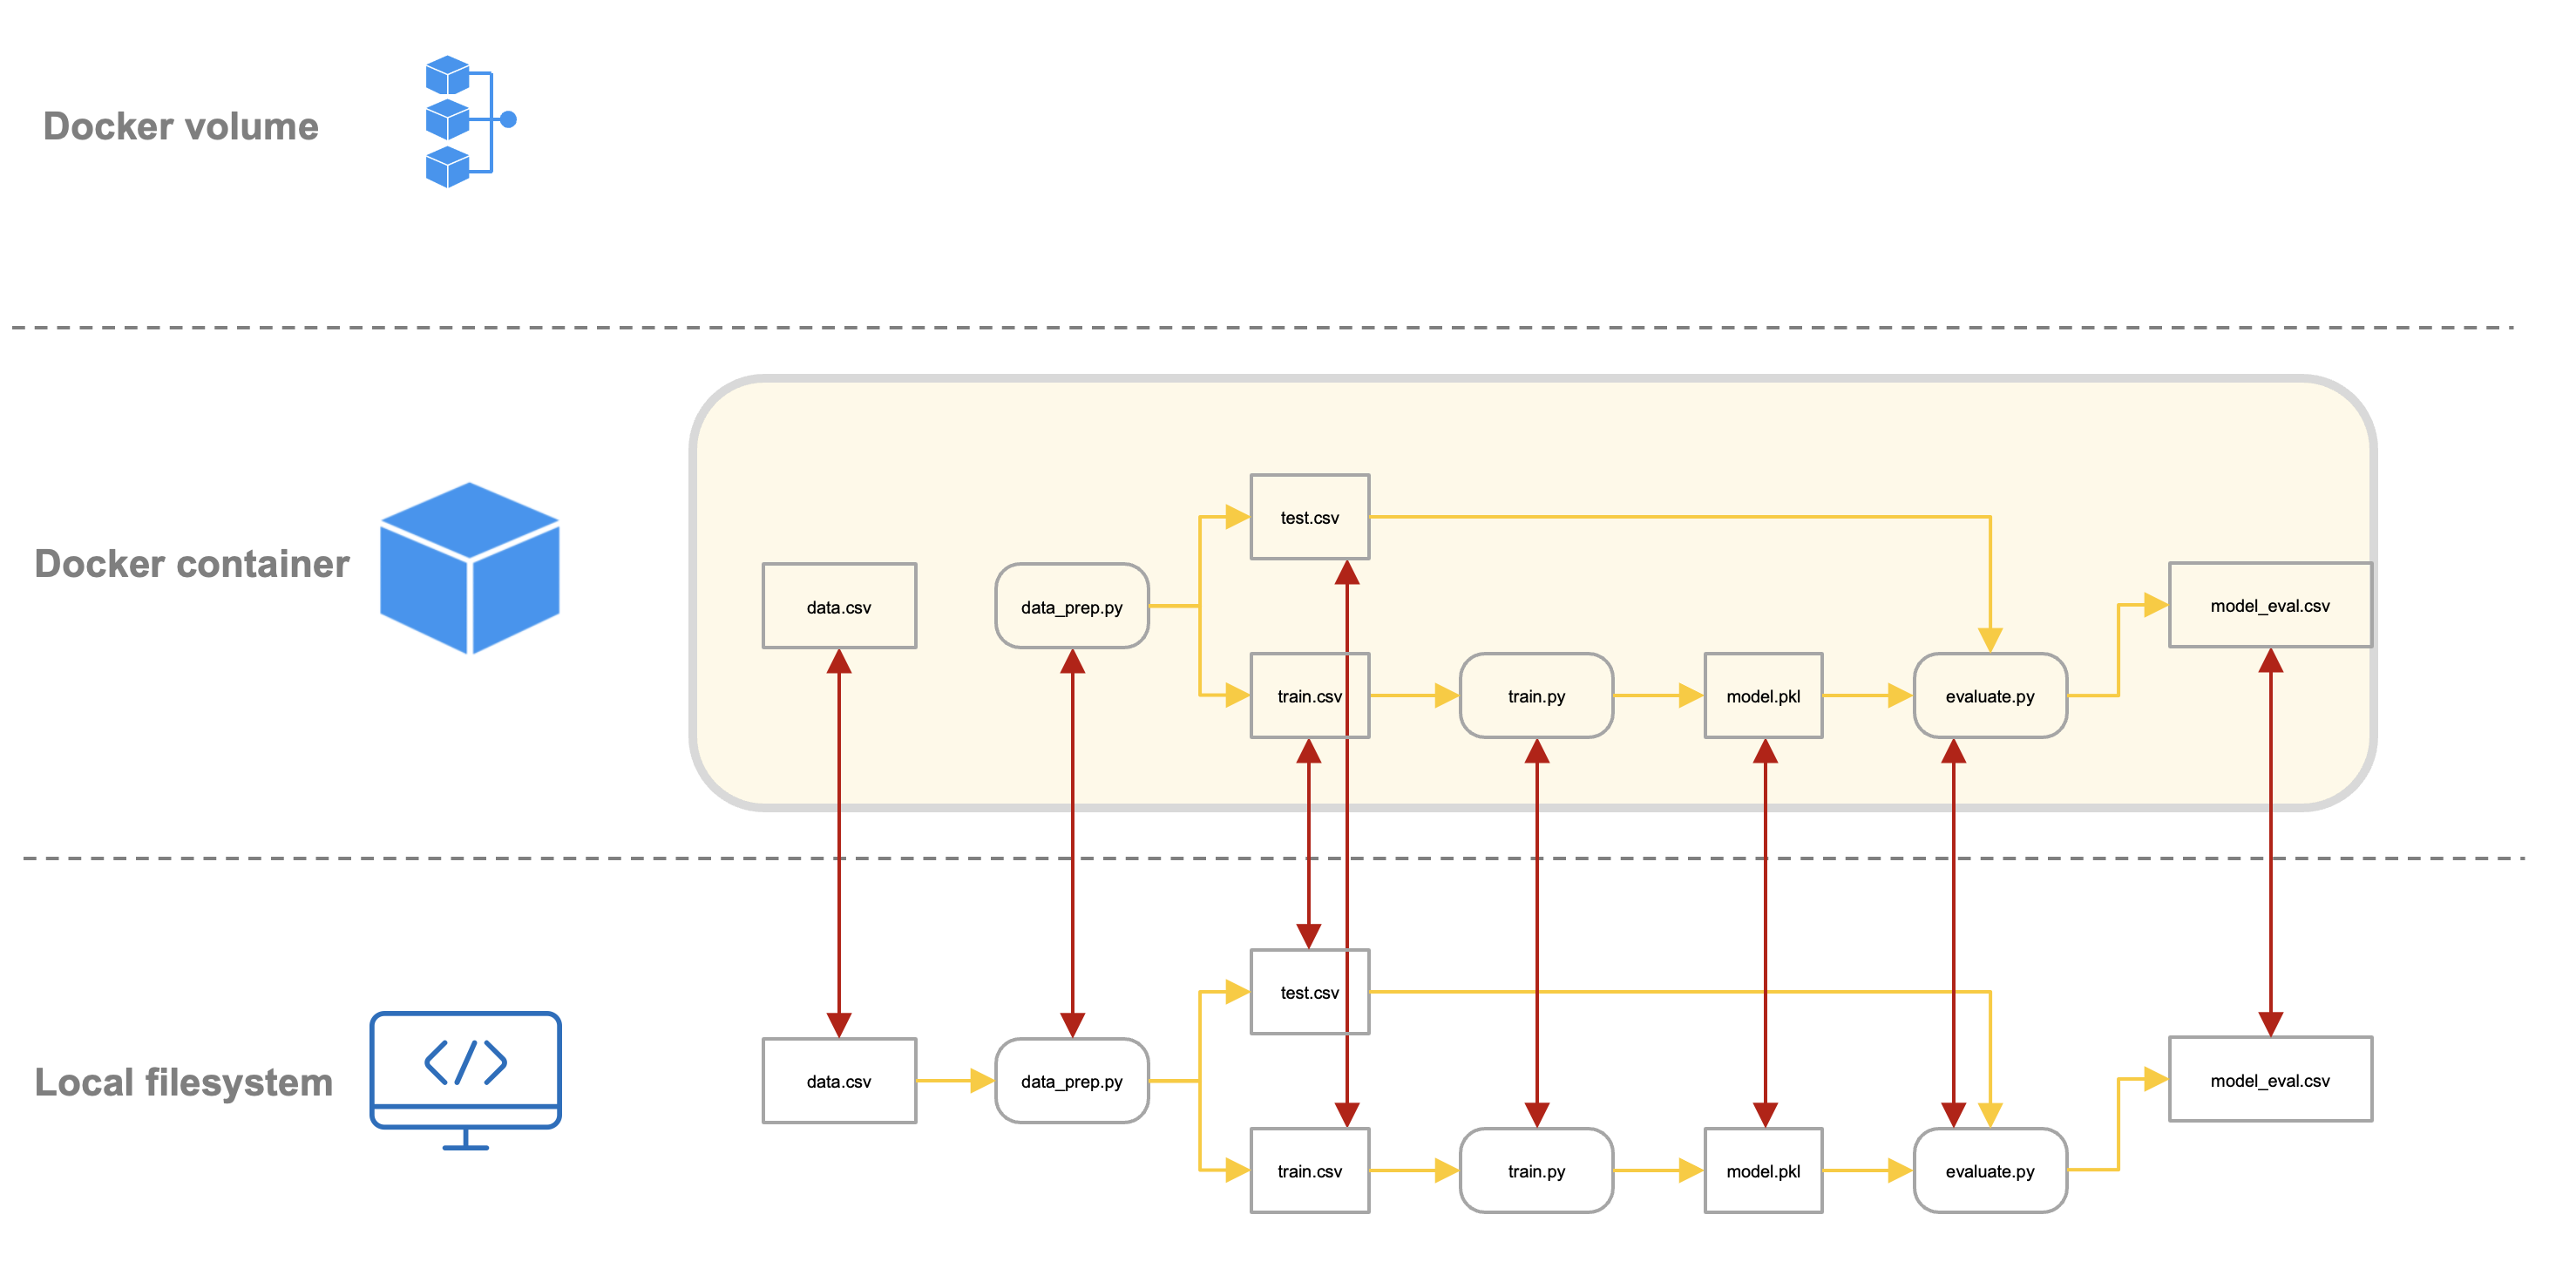 Docker volume
Docker container
test.csv
data.csv
data_prep.py
model_eval.csv
train.csv
train.py
model.pkl
evaluate.py
Local filesystem
</>
test.csv
data.csv
data_prep.py
model_eval.csv
train.csv
train.py
model.pkl
evaluate.py